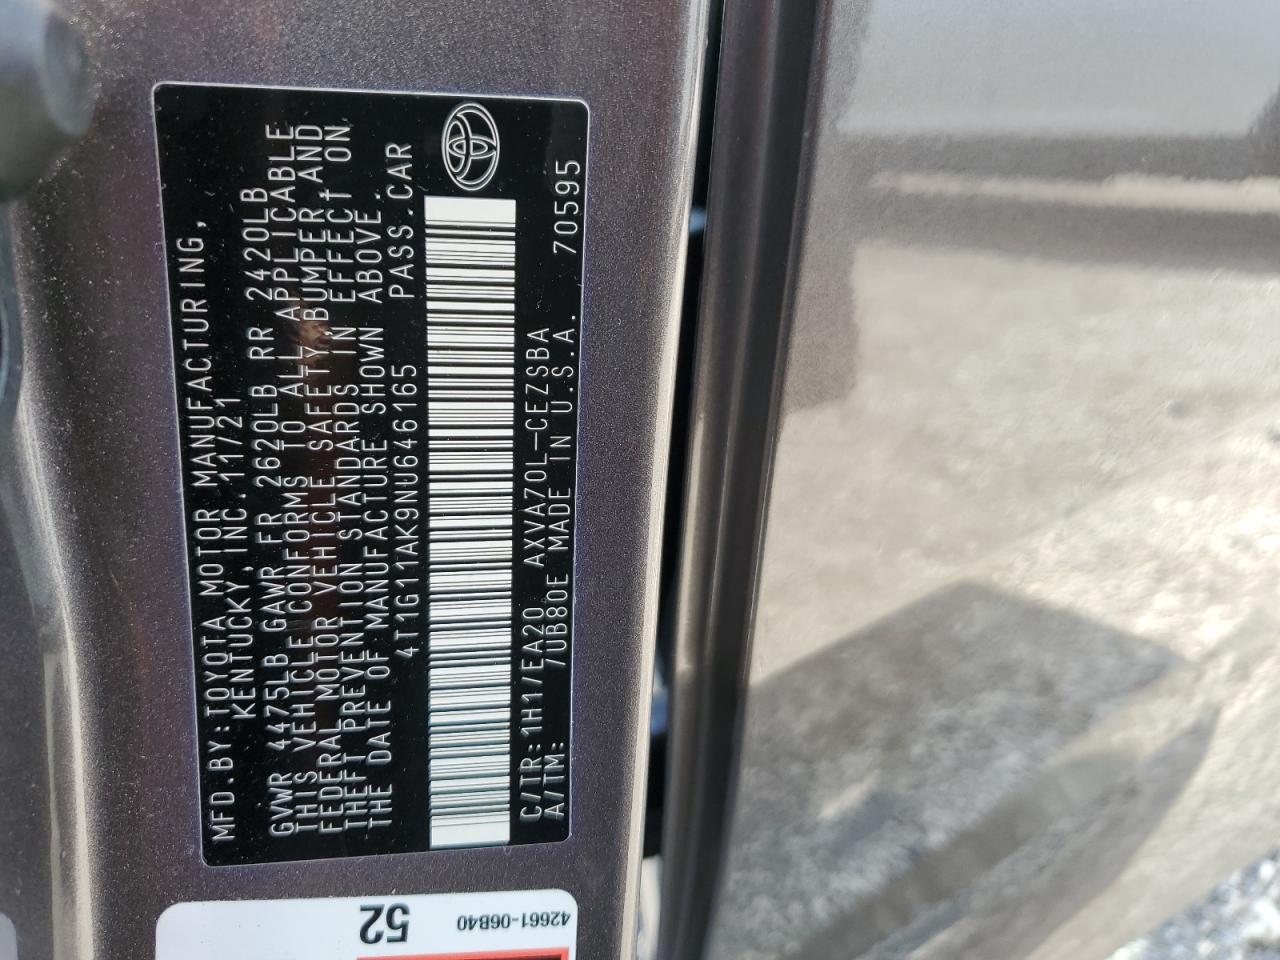 MFD.BY:TOYOTA MOTOR MANUFACTURING,
KENTUCKY, INC. 11/21
GVWR 4475LB GAWR FR 2620LB RR 2420LB
THIS VEHICLE CONFORMS TO ALL APPLICABLE
FEDERAL MOTOR VEHICLE SAFETY,BUMPER AND
THEFT PREVENTION STANDARDS IN EFFECT ON
THE DATE OF MANUFACTURE SHOWN ABOVE.
4T1G11AK9NU646165 PASS.CAR
C/TR:1H1/EA20 AXVA70L-CEZSBA
A/TM: /UB80E MADE IN U.S.A. 70595
42661-06B40
52